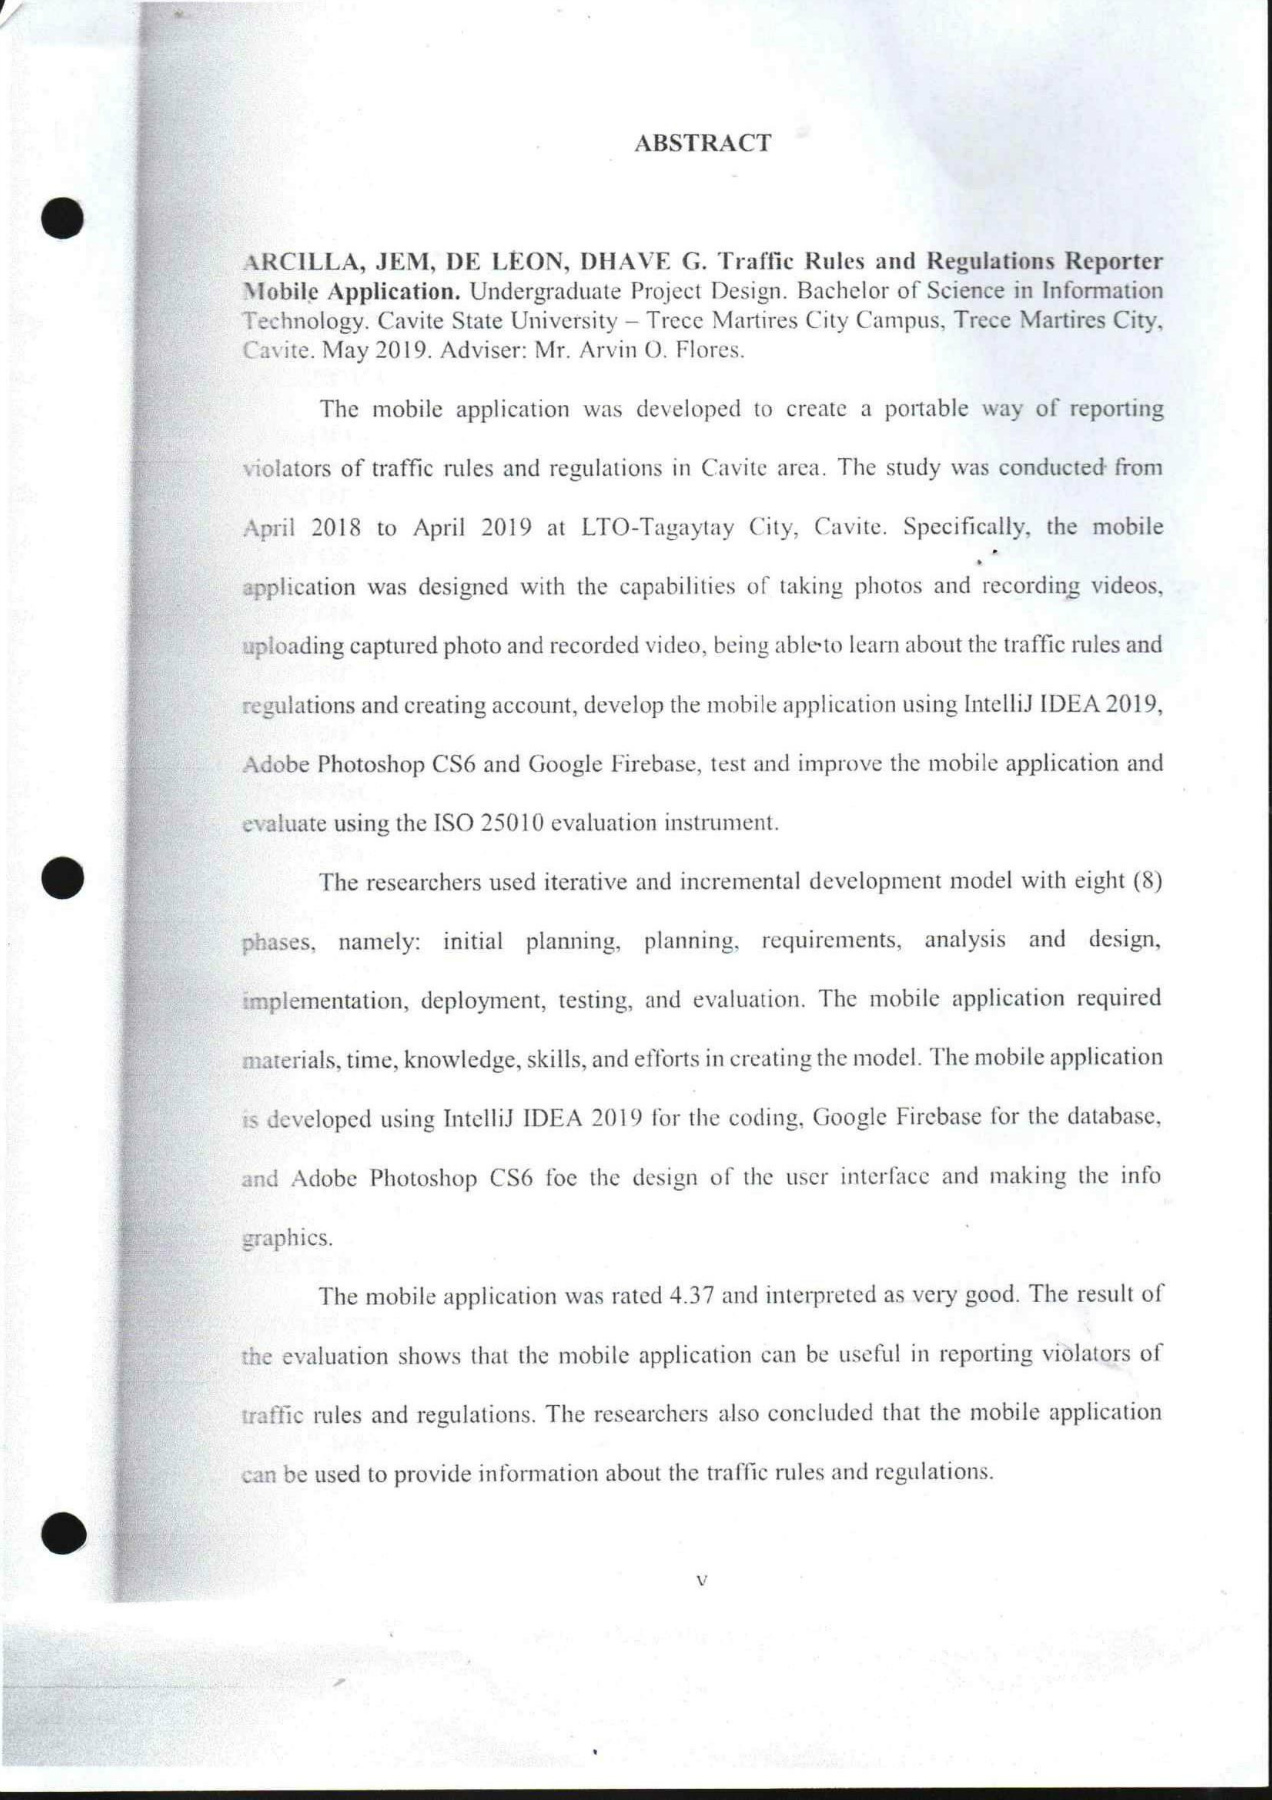 ABSTRACT
ARCILLA, JEM, DE LEON, DHAVE G. Traffic Rules and Regulations Reporter
Mobile Application. Undergraduate Project Design. Bachelor of Science in Information
Technology. Cavite State University – Trece Martires City Campus, Trece Martires City,
Cavite. May 2019. Adviser: Mr. Arvin O. Flores.
The mobile application was developed to create a portable way of reporting
violators of traffic rules and regulations in Cavite area. The study was conducted from
April 2018 to April 2019 at LTO-Tagaytay City, Cavite. Specifically, the mobile
application was designed with the capabilities of taking photos and recording videos,
uploading captured photo and recorded video, being able to learn about the traffic rules and
regulations and creating account, develop the mobile application using IntelliJ IDEA 2019,
Adobe Photoshop CS6 and Google Firebase, test and improve the mobile application and
evaluate using the ISO 25010 evaluation instrument.
The researchers used iterative and incremental development model with eight (8)
phases, namely: initial planning, planning, requirements, analysis and design,
implementation, deployment, testing, and evaluation. The mobile application required
materials, time, knowledge, skills, and efforts in creating the model. The mobile application
is developed using IntelliJ IDEA 2019 for the coding, Google Firebase for the database,
and Adobe Photoshop CS6 foe the design of the user interface and making the info
graphics.
The mobile application was rated 4.37 and interpreted as very good. The result of
the evaluation shows that the mobile application can be useful in reporting violators of
traffic rules and regulations. The researchers also concluded that the mobile application
can be used to provide information about the traffic rules and regulations.
v